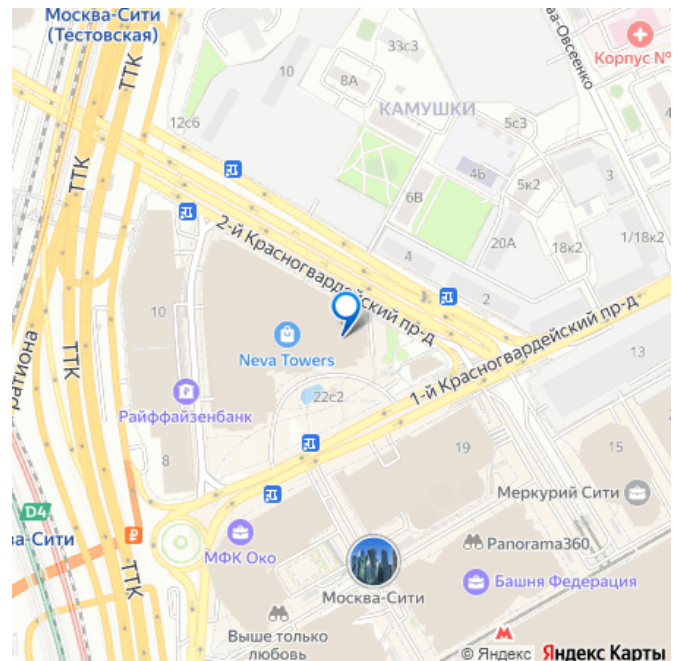 Москва-Сити
(Тестовская)
ТТК
33с3
10
8А
КАМУШКИ
Корпус №
12с6
5с3
ТТК
4б
5к2
3
6В
2-й Красногвардейский пр-д
20А
18к2
1/18к2
4
2
10
1-й Красногвардейский пр-д
Neva Towers
ТТК
13
22с2
Райффайзенбанк
8
19
15
Меркурий Сити
D4
МФК Око
Panorama360
Башня Федерация
ТТК
Москва-Сити
Выше только
любовь
© Яндекс Яндекс Карты